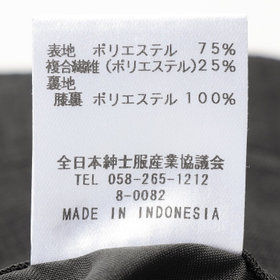 表地 ポリエステル 75%
複合繊維(ポリエステル)25%
裏地
膝裏 ポリエステル 100%
全日本紳士服産業協議会
TEL 058-265-1212
8-0082
MADE IN INDONESIA